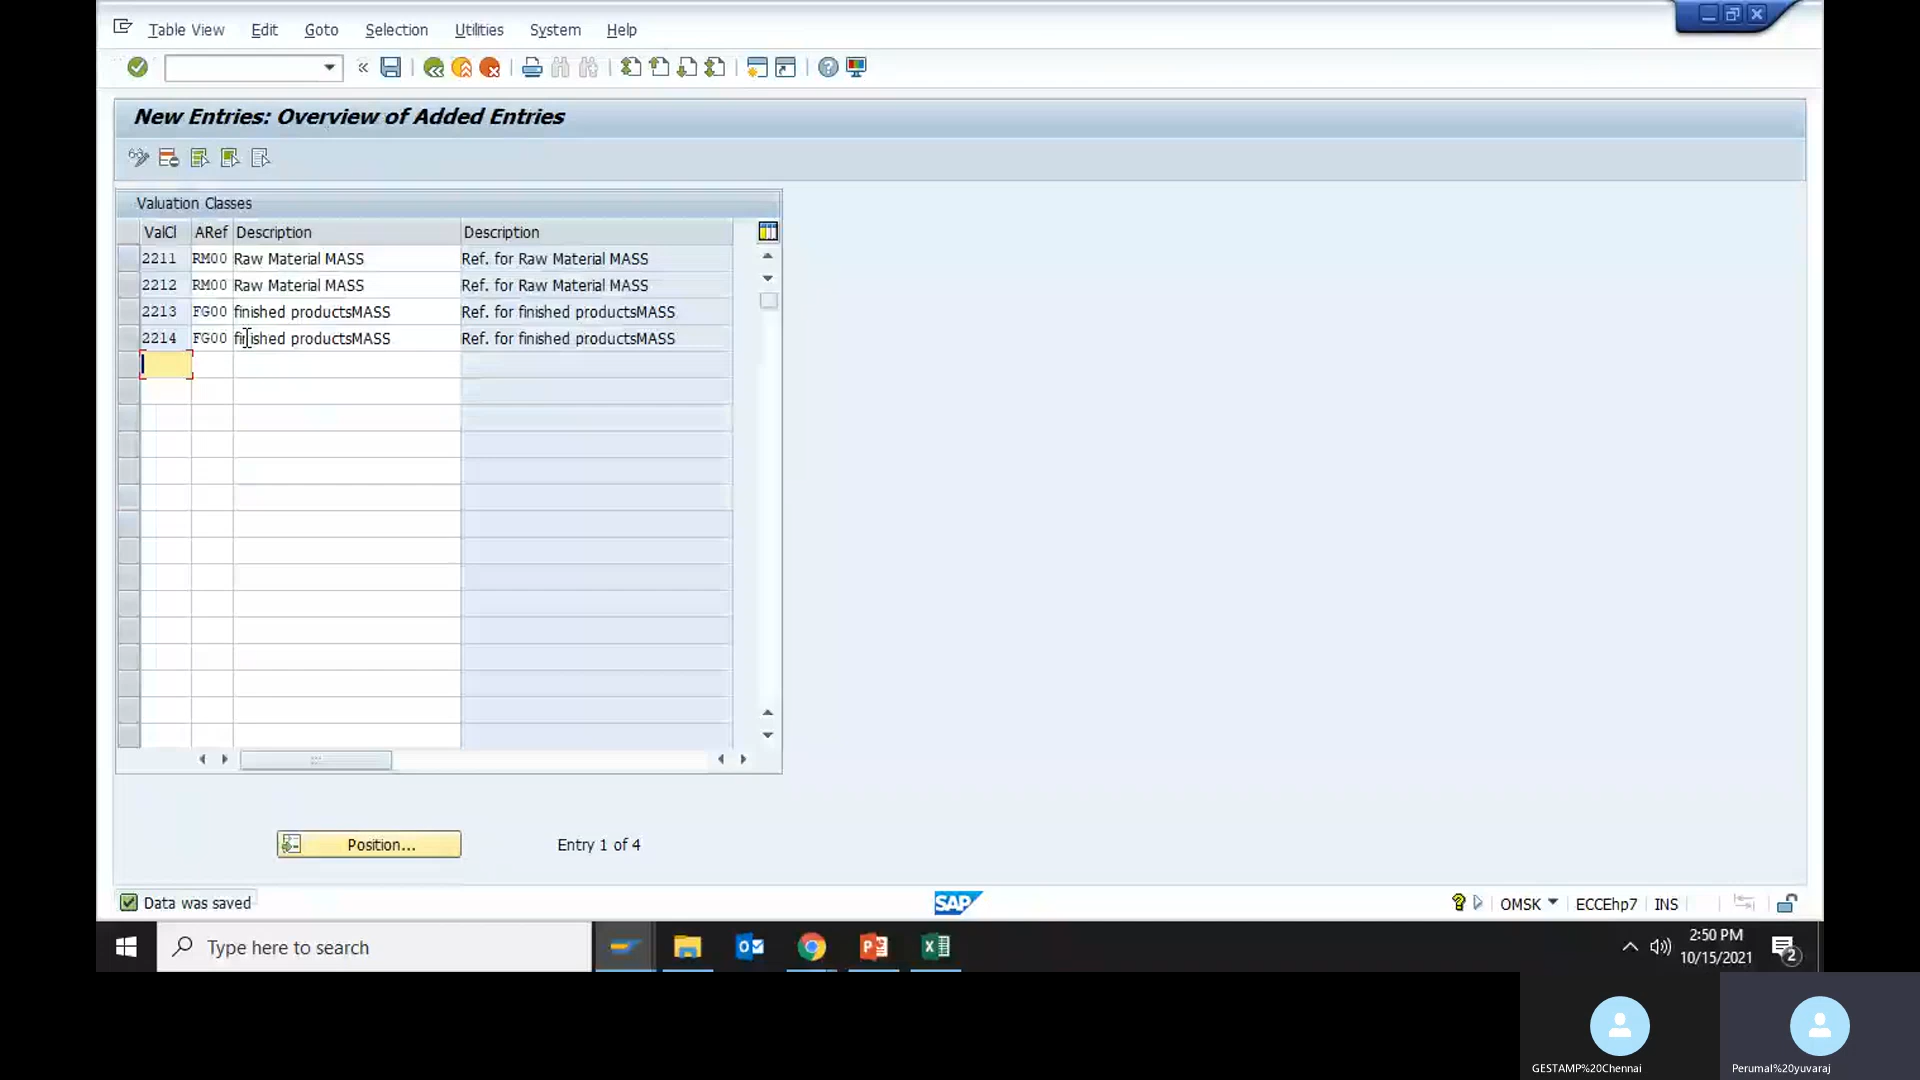 Table View Edit Goto Selection Utilities System Help
New Entries: Overview of Added Entries
Valuation Classes
ValCl ARef Description Description
2211 RM00 Raw Material MASS Ref. for Raw Material MASS
2212 RM00 Raw Material MASS Ref. for Raw Material MASS
2213 FG00 finished productsMASS Ref. for finished productsMASS
2214 FG00 finished productsMASS Ref. for finished productsMASS
Position... Entry 1 of 4
Data was saved SAP OMSK ECCEhp7 INS
Type here to search
2:50 PM
10/15/2021
2
GESTAMP%20Chennai Perumal%20yuvaraj